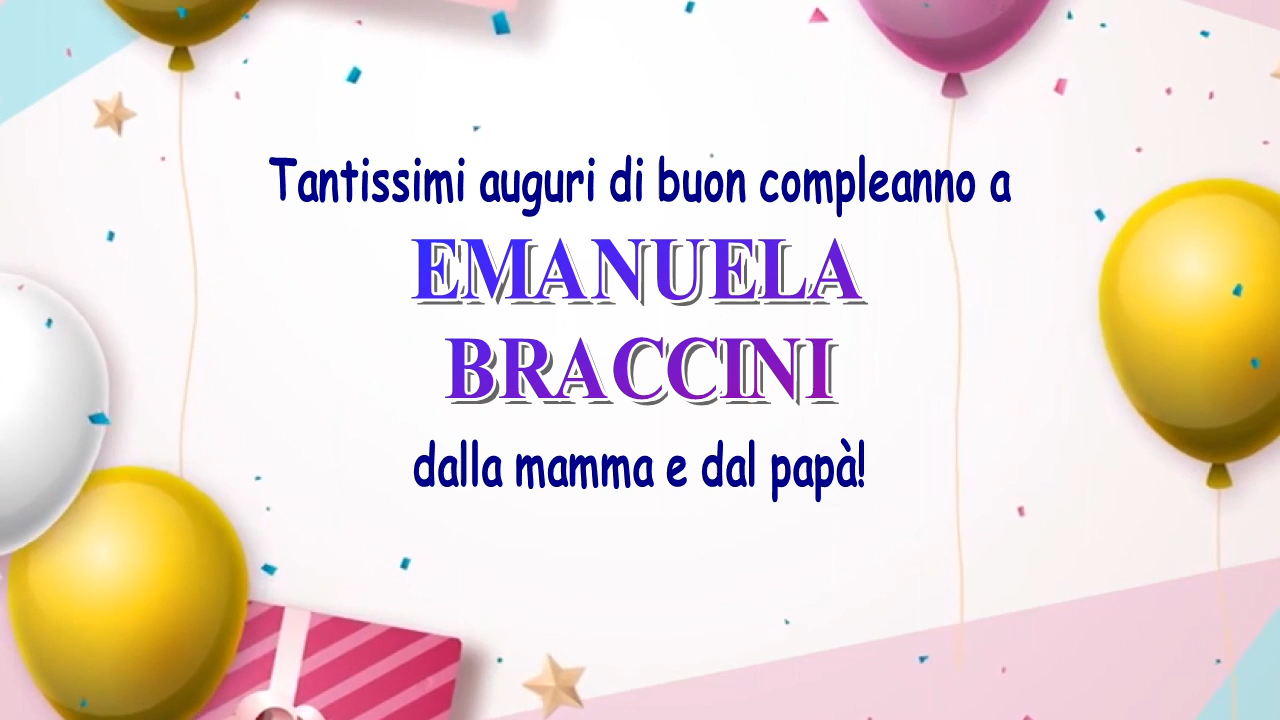 Tantissimi auguri di buon compleanno a
EMANUELA
BRACCINI
dalla mamma e dal papà!